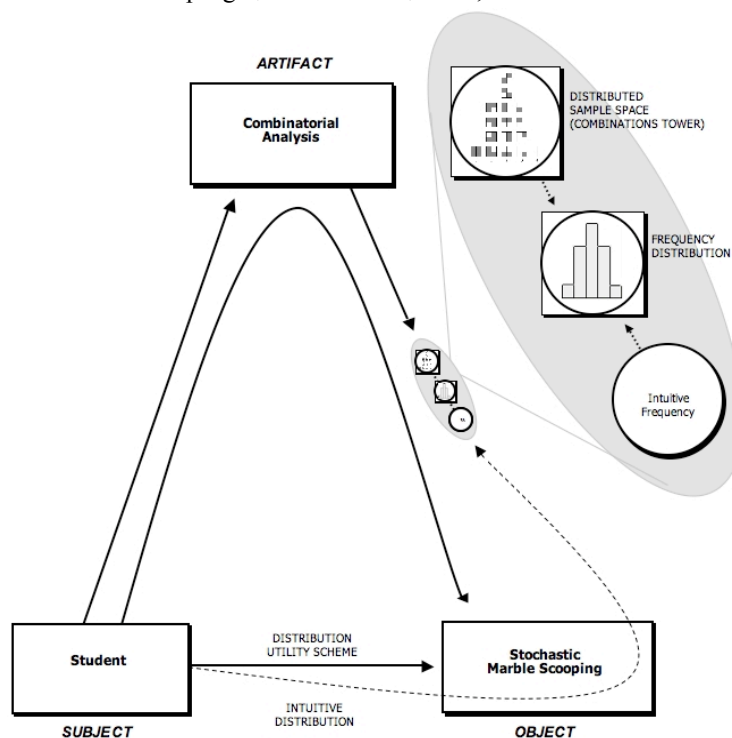 ARTIFACT
Combinatorial
Analysis
DISTRIBUTED
SAMPLE SPACE
(COMBINATIONS TOWER)
FREQUENCY
DISTRIBUTION
Intuitive
Frequency
Student
DISTRIBUTION
UTILITY SCHEME
Stochastic
Marble Scooping
INTUITIVE
DISTRIBUTION
SUBJECT
OBJECT